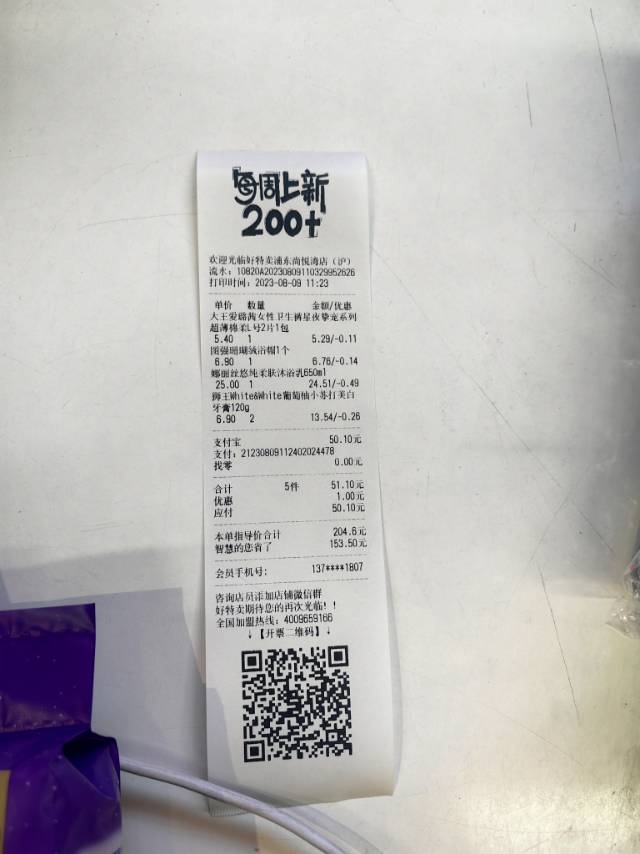 每周上新
200+
欢迎光临好特卖浦东尚悦湾店（沪）
流水：10820A20230809110329952626
打印时间：2023-08-09 11:23
单价 数量 金额/优惠
大王爱璐茜女性卫生裤星夜挚宠系列
超薄棉柔L号2片1包
5.40 1 5.29/-0.11
图强珊瑚绒浴帽1个
6.90 1 6.76/-0.14
娜丽丝悠纯柔肤沐浴乳650ml
25.00 1 24.51/-0.49
狮王White&White葡萄柚小苏打美白
牙膏120g
6.90 2 13.54/-0.26
支付宝 50.10元
支付：21230809112402024478
找零 0.00元
合计 5件 51.10元
优惠 1.00元
应付 50.10元
本单指导价合计 204.6元
智慧的您省了 153.50元
会员手机号: 137****1807
咨询店员添加店铺微信群
好特卖期待您的再次光临！！
全国加盟热线：4009659166
↓【开票二维码】↓